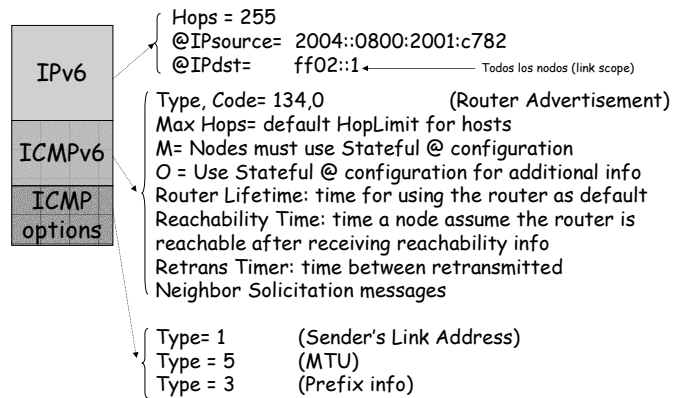 Hops = 255
@IPsource= 2004::0800:2001:c782
@IPdst= ff02::1 Todos los nodos (link scope)
IPv6
Type, Code= 134,0 (Router Advertisement)
Max Hops= default HopLimit for hosts
M= Nodes must use Stateful @ configuration
O = Use Stateful @ configuration for additional info
Router Lifetime: time for using the router as default
Reachability Time: time a node assume the router is
reachable after receiving reachability info
Retrans Timer: time between retransmitted
Neighbor Solicitation messages
ICMPv6
ICMP
options
Type= 1 (Sender's Link Address)
Type = 5 (MTU)
Type = 3 (Prefix info)